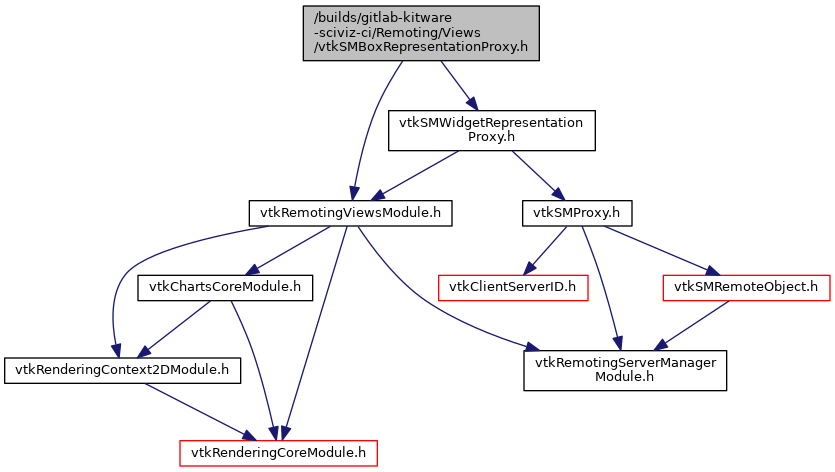 /builds/gitlab-kitware
-sciviz-ci/Remoting/Views
/vtkSMBoxRepresentationProxy.h
vtkSMWidgetRepresentation
Proxy.h
vtkRemotingViewsModule.h
vtkSMProxy.h
vtkChartsCoreModule.h
vtkClientServerID.h
vtkSMRemoteObject.h
vtkRenderingContext2DModule.h
vtkRemotingServerManager
Module.h
vtkRenderingCoreModule.h